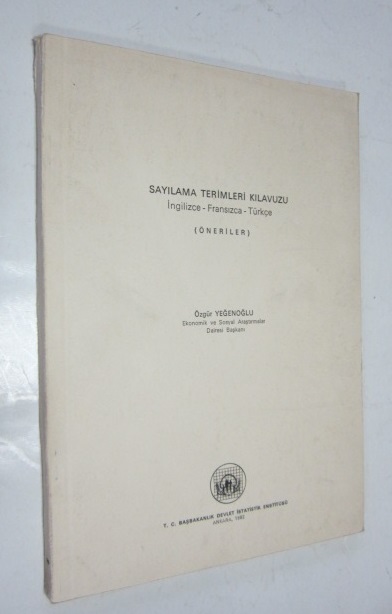 SAYILAMA TERİMLERİ KILAVUZU
İngilizce - Fransızca - Türkçe
(ÖNERİLER)
Özgür YEĞENOĞLU
Ekonomik ve Sosyal Araştırmalar
Dairesi Başkanı
T. C. BAŞBAKANLIK DEVLET İSTATİSTİK ENSTİTÜSÜ
ANKARA,